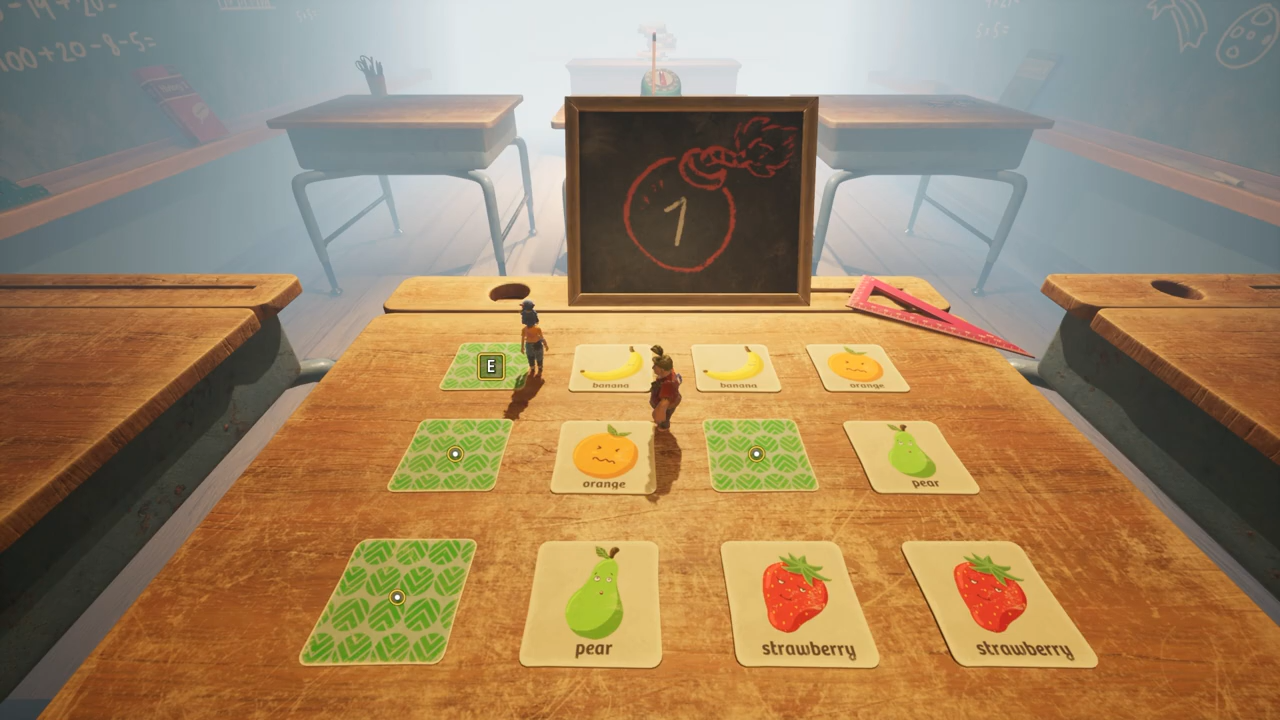 100+20-8-5=
1
E
banana
banana
orange
orange
pear
pear
strawberry
strawberry